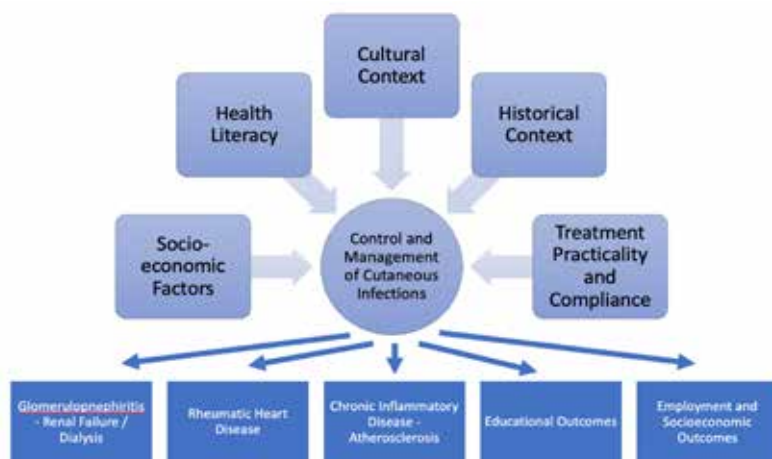 Cultural
Context
Health
Literacy
Historical
Context
Socio-
economic
Factors
Control and
Management
of Cutaneous
Infections
Treatment
Practicality
and
Compliance
Glomerulopnephiritis
- Renal Failure /
Dialysis
Rheumatic Heart
Disease
Chronic Inflammatory
Disease -
Atherosclerosis
Educational Outcomes
Employment and
Socioeconomic
Outcomes